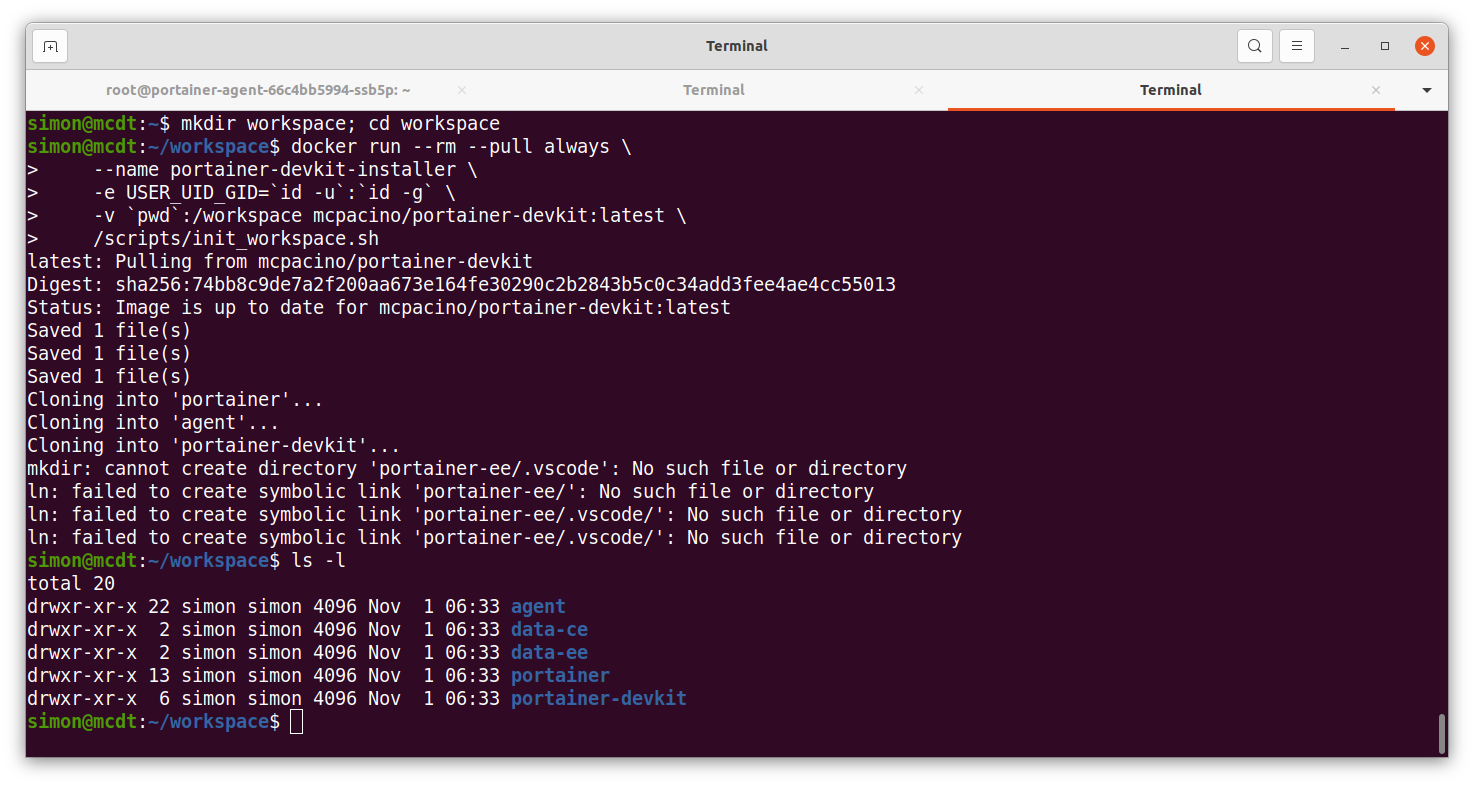 Terminal
root@portainer-agent-66c4bb5994-ssb5p: ~
Terminal
Terminal
simon@mcdt:~$ mkdir workspace; cd workspace
simon@mcdt:~/workspace$ docker run --rm --pull always \
>     --name portainer-devkit-installer \
>     -e USER_UID_GID=`id -u`:`id -g` \
>     -v `pwd`:/workspace mcpacino/portainer-devkit:latest \
>     /scripts/init_workspace.sh
latest: Pulling from mcpacino/portainer-devkit
Digest: sha256:74bb8c9de7a2f200aa673e164fe30290c2b2843b5c0c34add3fee4ae4cc55013
Status: Image is up to date for mcpacino/portainer-devkit:latest
Saved 1 file(s)
Saved 1 file(s)
Saved 1 file(s)
Cloning into 'portainer'...
Cloning into 'agent'...
Cloning into 'portainer-devkit'...
mkdir: cannot create directory 'portainer-ee/.vscode': No such file or directory
ln: failed to create symbolic link 'portainer-ee/': No such file or directory
ln: failed to create symbolic link 'portainer-ee/.vscode/': No such file or directory
ln: failed to create symbolic link 'portainer-ee/.vscode/': No such file or directory
simon@mcdt:~/workspace$ ls -l
total 20
drwxr-xr-x 22 simon simon 4096 Nov  1 06:33 agent
drwxr-xr-x  2 simon simon 4096 Nov  1 06:33 data-ce
drwxr-xr-x  2 simon simon 4096 Nov  1 06:33 data-ee
drwxr-xr-x 13 simon simon 4096 Nov  1 06:33 portainer
drwxr-xr-x  6 simon simon 4096 Nov  1 06:33 portainer-devkit
simon@mcdt:~/workspace$